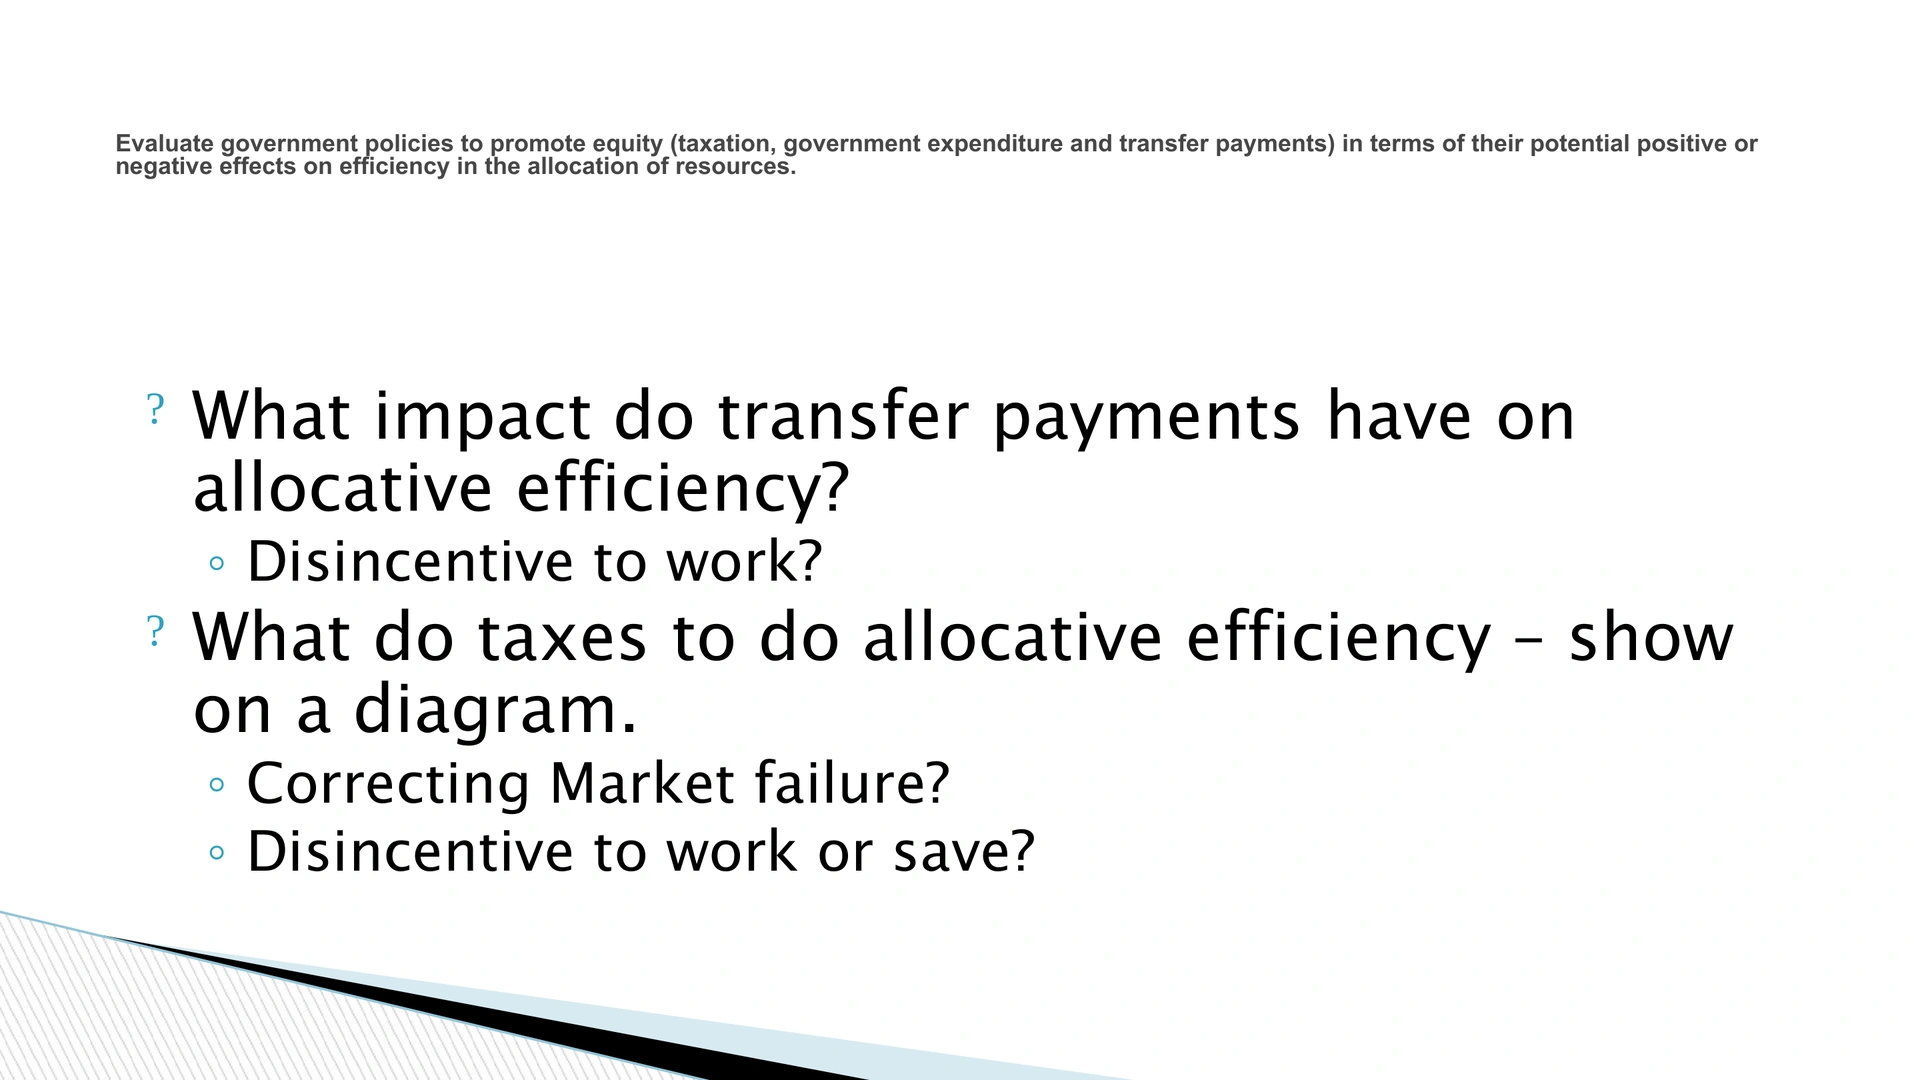 Evaluate government policies to promote equity (taxation, government expenditure and transfer payments) in terms of their potential positive or
negative effects on efficiency in the allocation of resources.
? What impact do transfer payments have on
allocative efficiency?
◦ Disincentive to work?
? What do taxes to do allocative efficiency – show
on a diagram.
◦ Correcting Market failure?
◦ Disincentive to work or save?